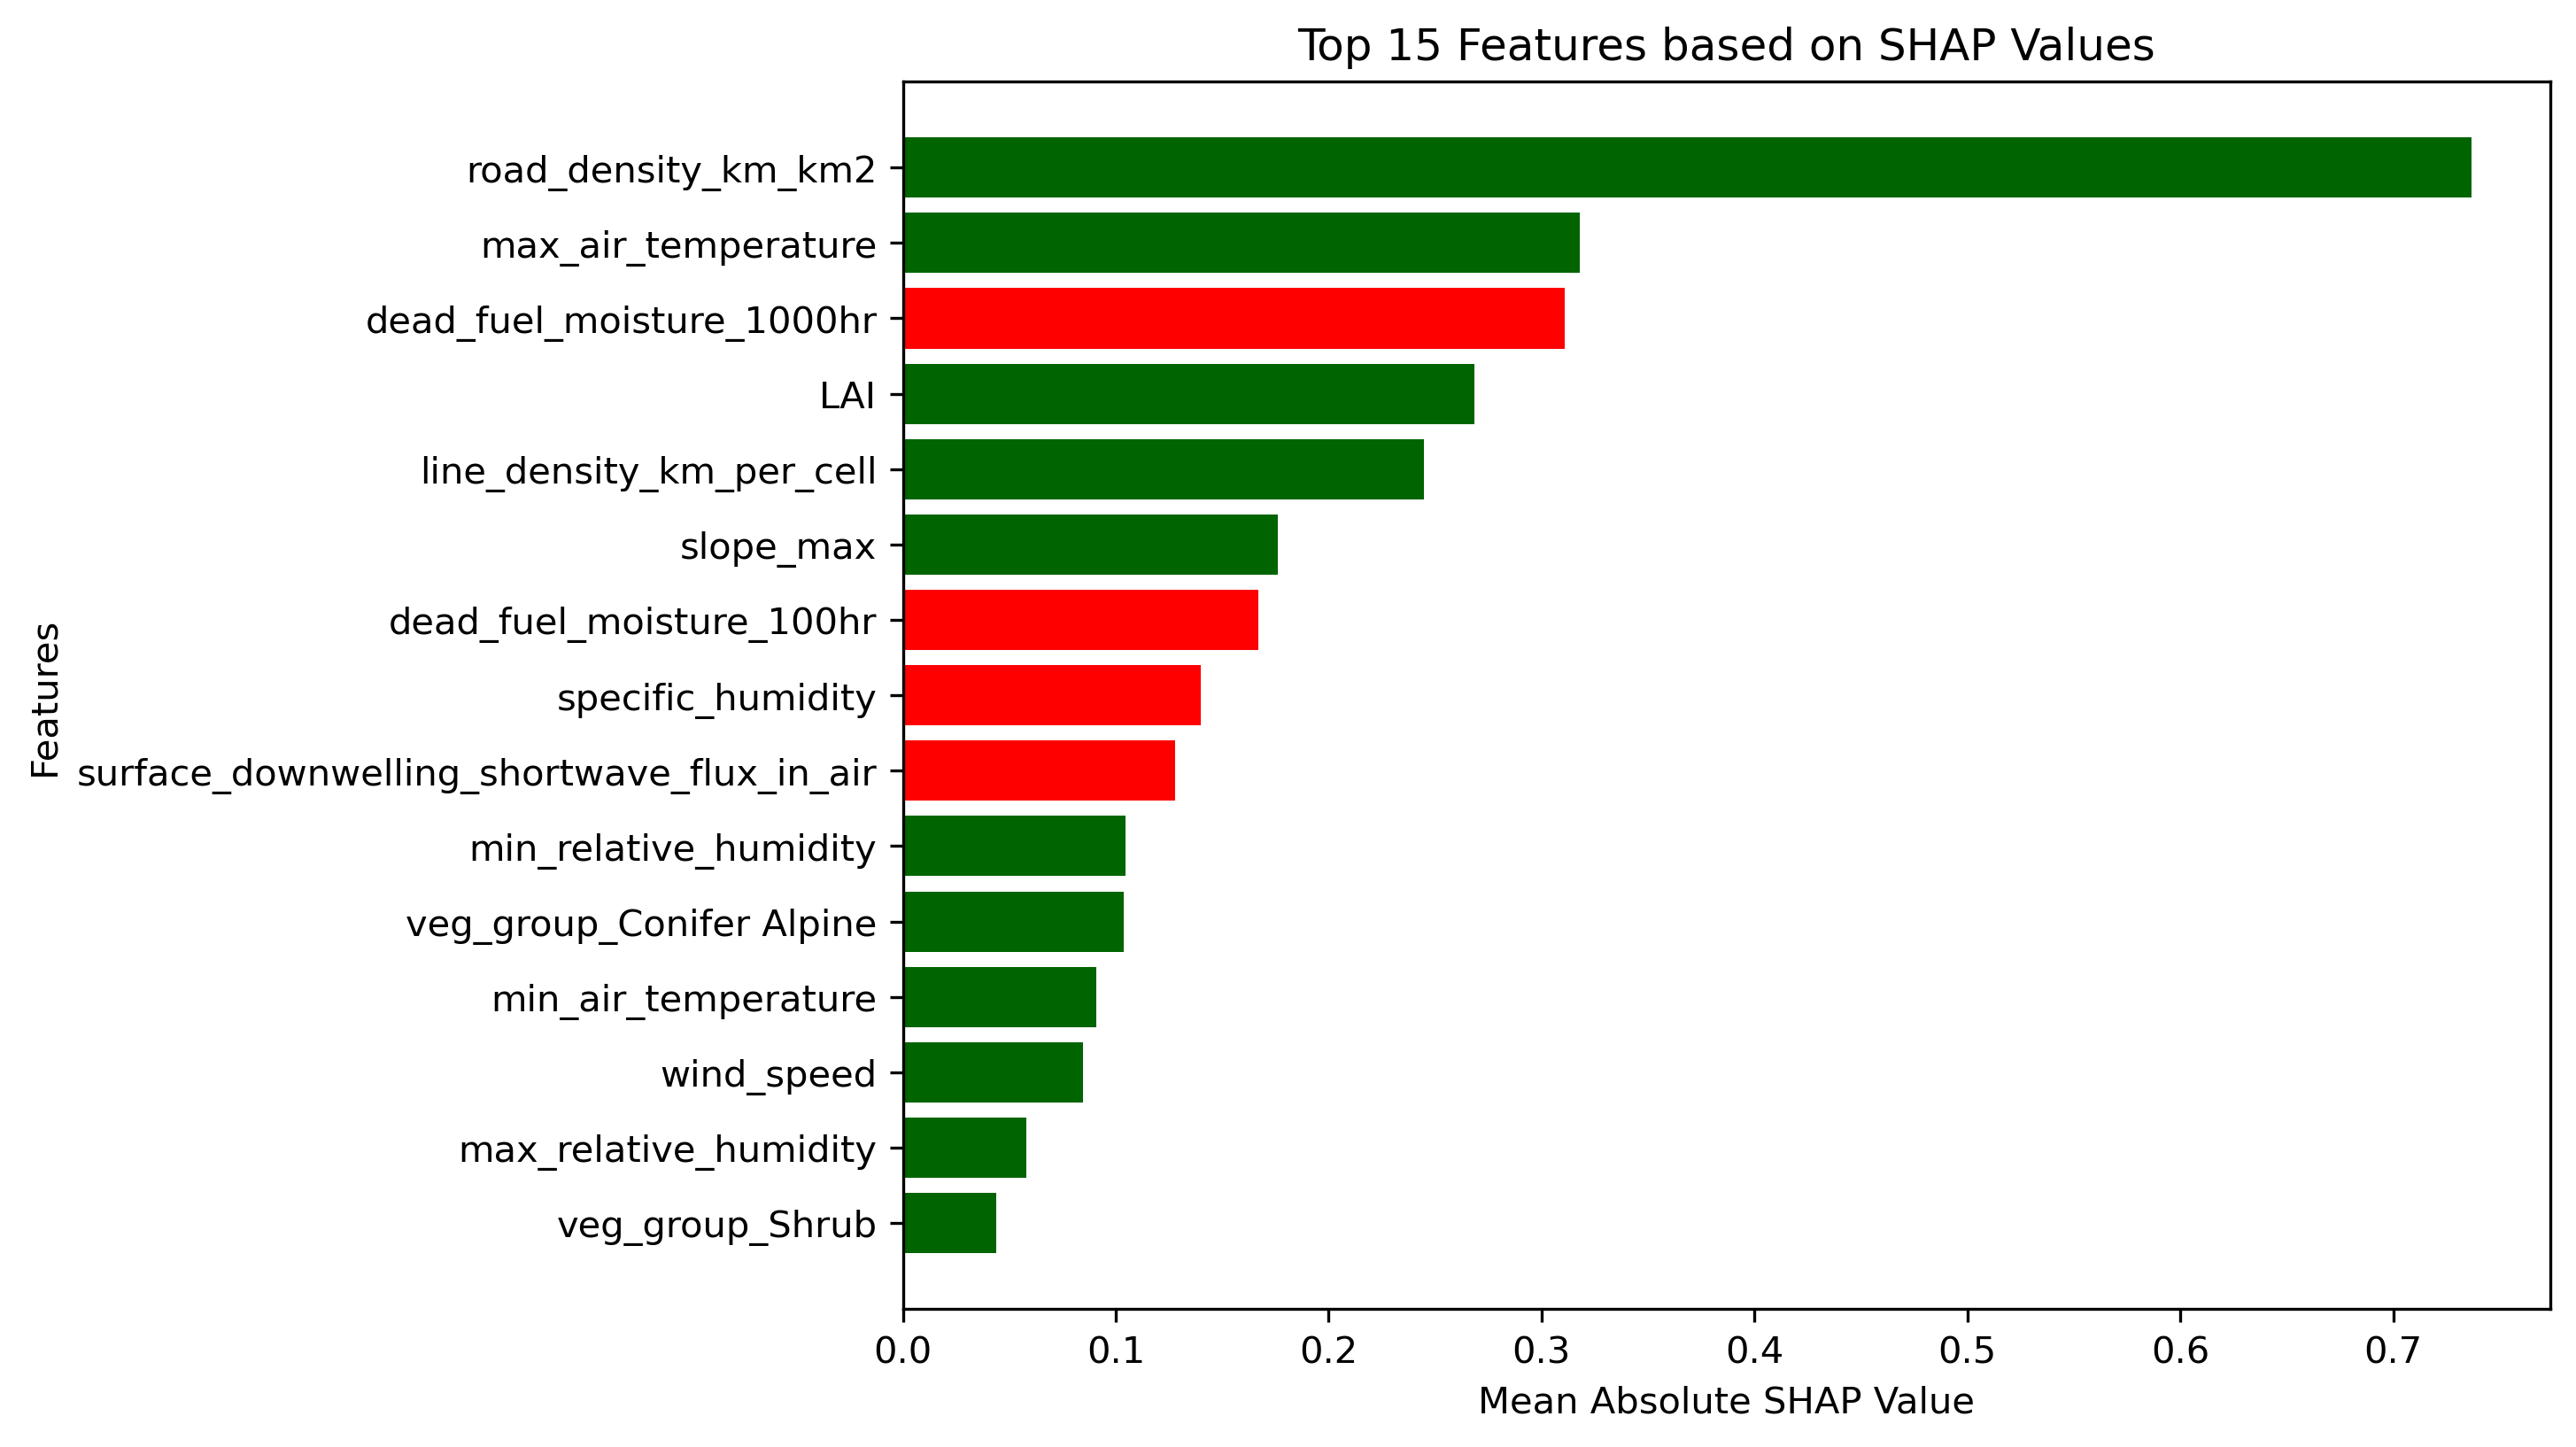 Top 15 Features based on SHAP Values
Features
road_density_km_km2
max_air_temperature
dead_fuel_moisture_1000hr
LAI
line_density_km_per_cell
slope_max
dead_fuel_moisture_100hr
specific_humidity
surface_downwelling_shortwave_flux_in_air
min_relative_humidity
veg_group_Conifer Alpine
min_air_temperature
wind_speed
max_relative_humidity
veg_group_Shrub
0.0 0.1 0.2 0.3 0.4 0.5 0.6 0.7
Mean Absolute SHAP Value